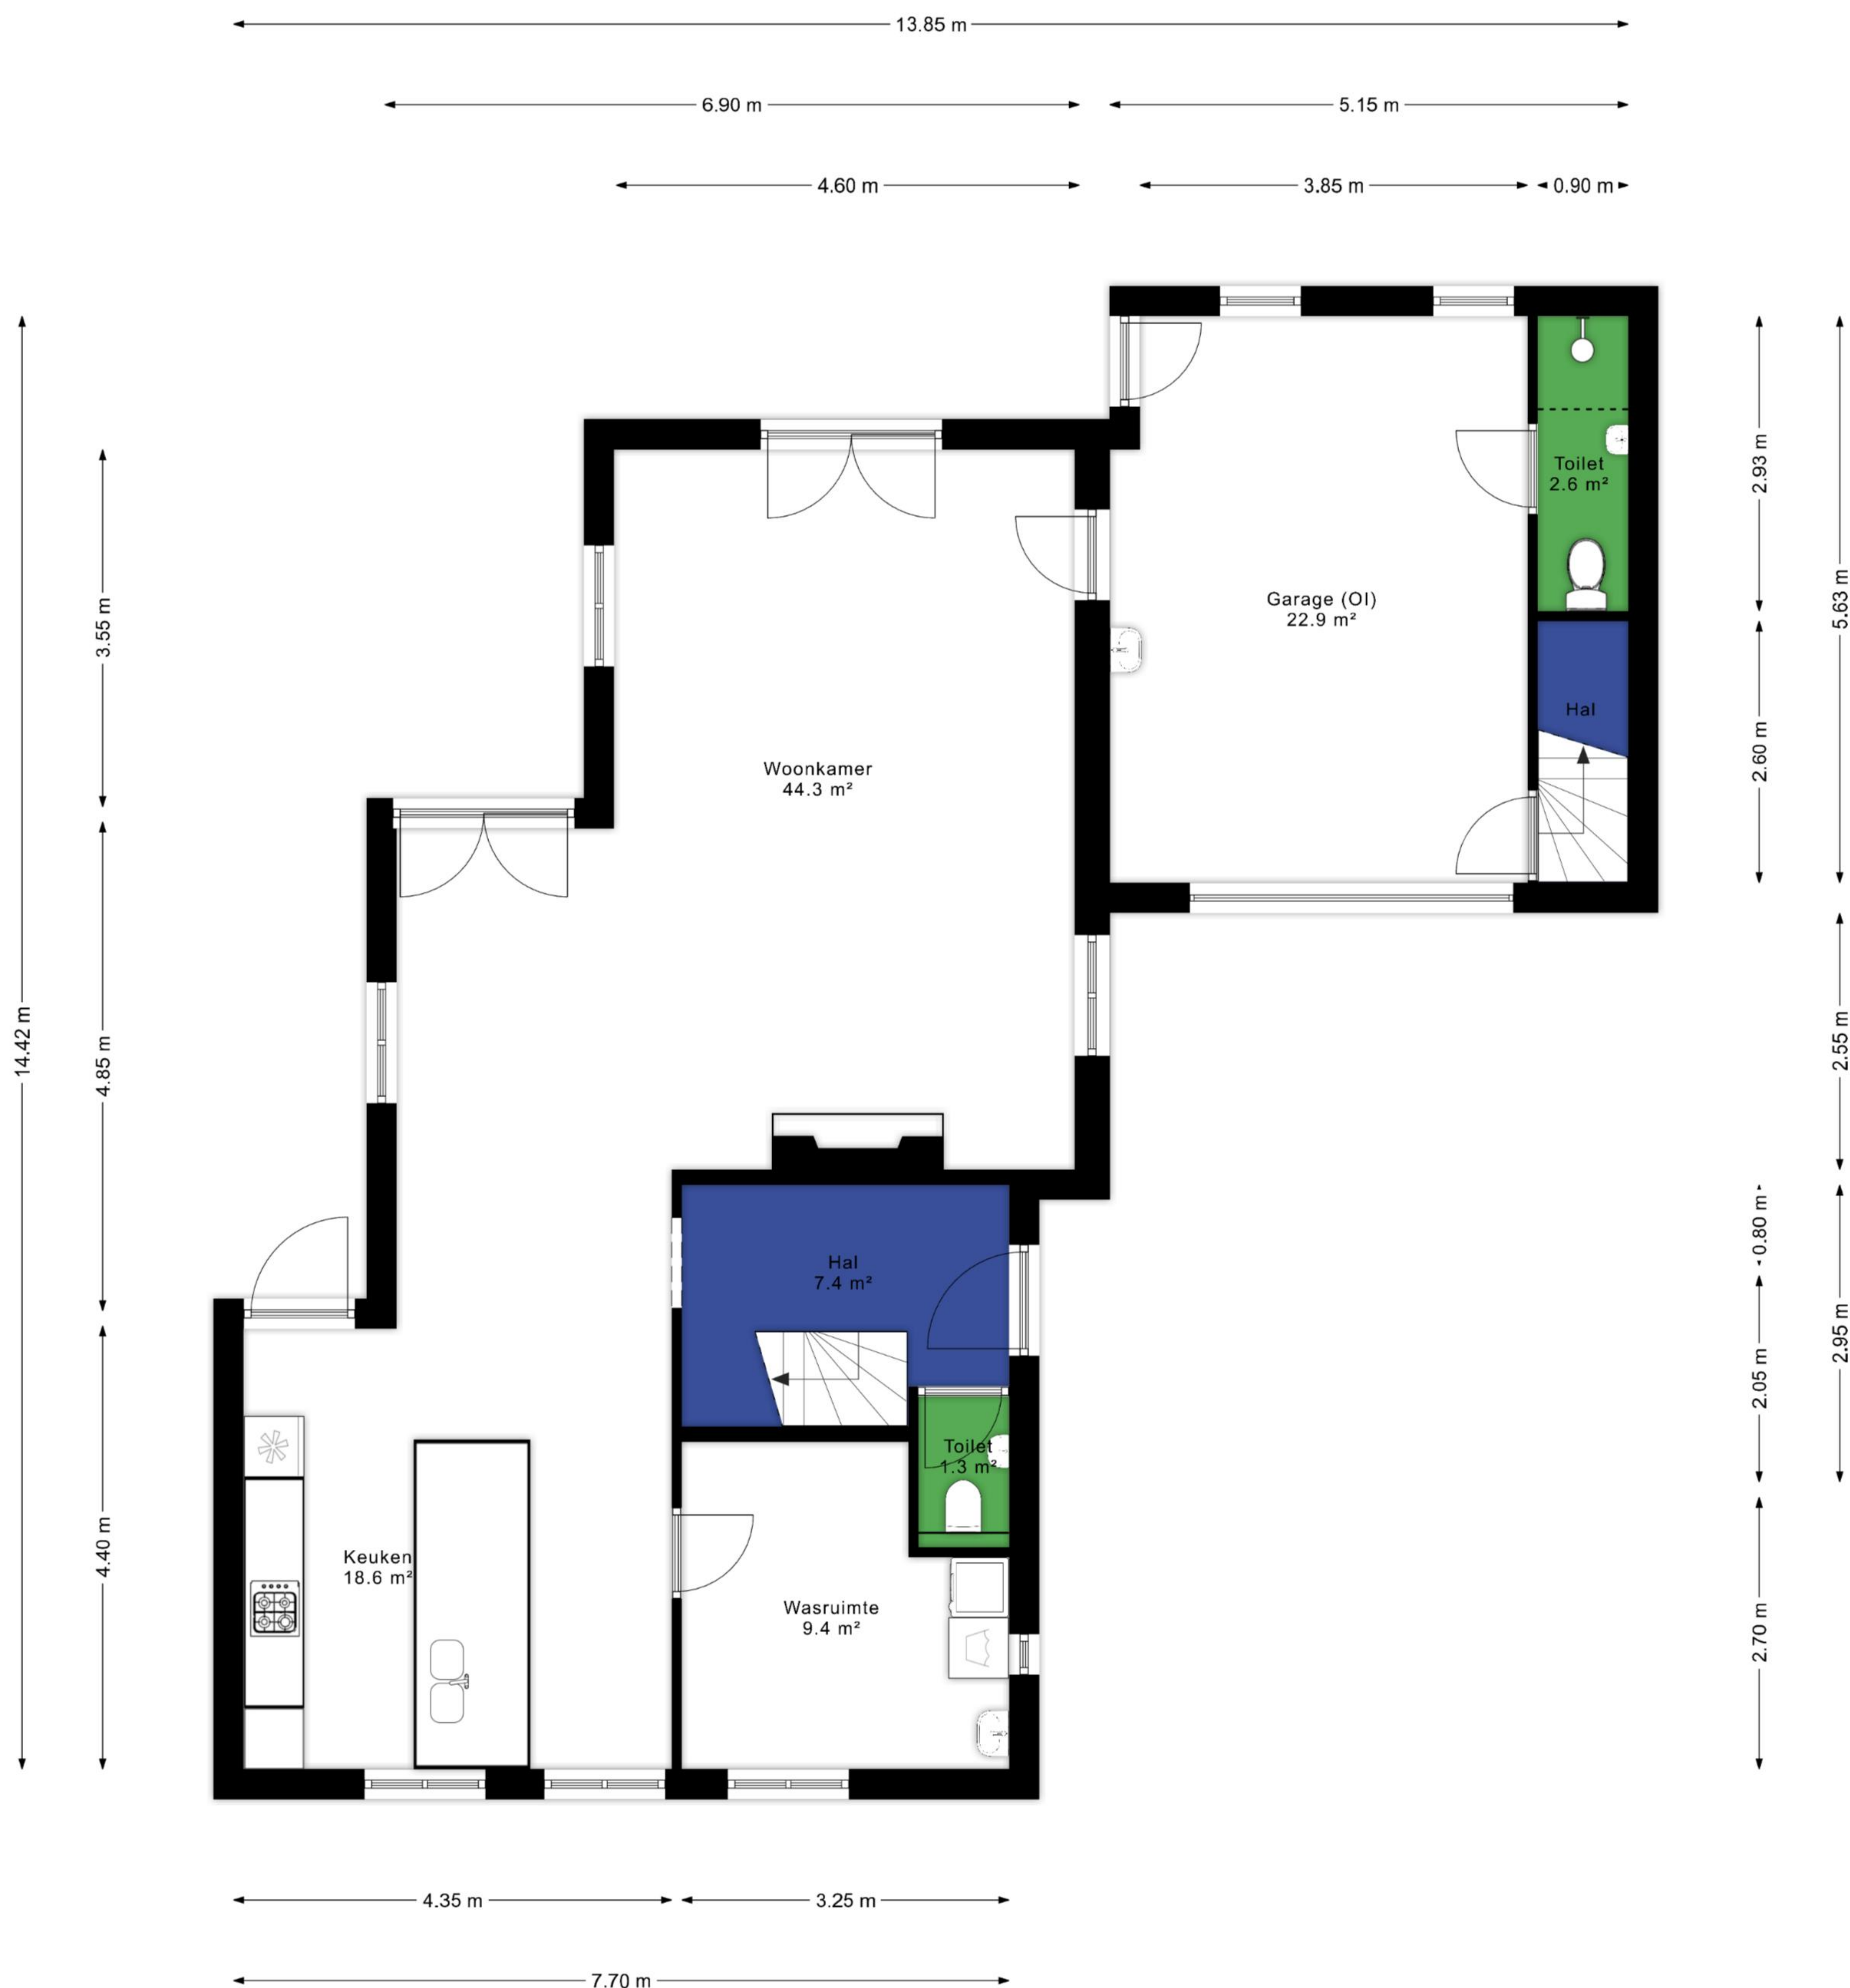 13.85 m
6.90 m
5.15 m
4.60 m
3.85 m
0.90 m
Toilet
2.6 m²
2.93 m
5.63 m
14.42 m
3.55 m
Garage (OI)
22.9 m²
Hal
2.60 m
Woonkamer
44.3 m²
4.85 m
2.55 m
Hal
7.4 m²
0.80 m
2.05 m
2.95 m
Toilet
1.3 m²
4.40 m
Keuken
18.6 m²
Wasruimte
9.4 m²
2.70 m
4.35 m
3.25 m
7.70 m